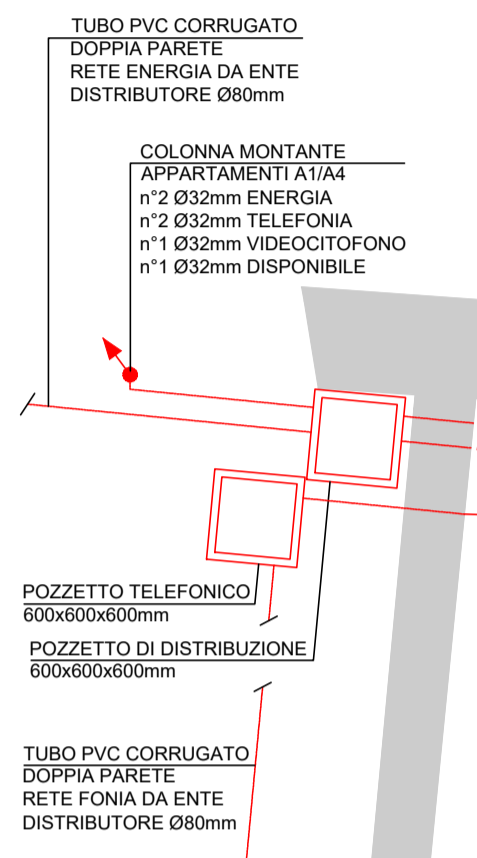 TUBO PVC CORRUGATO
DOPPIA PARETE
RETE ENERGIA DA ENTE
DISTRIBUTORE Ø80mm
COLONNA MONTANTE
APPARTAMENTI A1/A4
n°2 Ø32mm ENERGIA
n°2 Ø32mm TELEFONIA
n°1 Ø32mm VIDEOCITOFONO
n°1 Ø32mm DISPONIBILE
POZZETTO TELEFONICO
600x600x600mm
POZZETTO DI DISTRIBUZIONE
600x600x600mm
TUBO PVC CORRUGATO
DOPPIA PARETE
RETE FONIA DA ENTE
DISTRIBUTORE Ø80mm